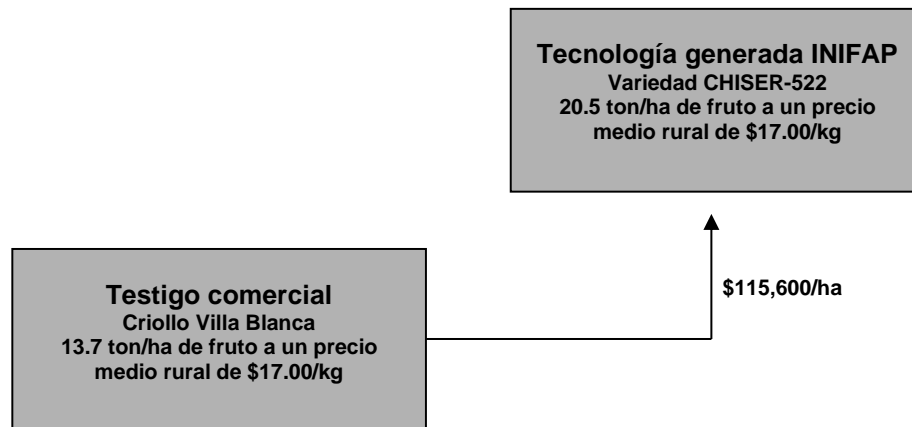 Tecnología generada INIFAP
Variedad CHISER-522
20.5 ton/ha de fruto a un precio
medio rural de $17.00/kg
$115,600/ha
Testigo comercial
Criollo Villa Blanca
13.7 ton/ha de fruto a un precio
medio rural de $17.00/kg